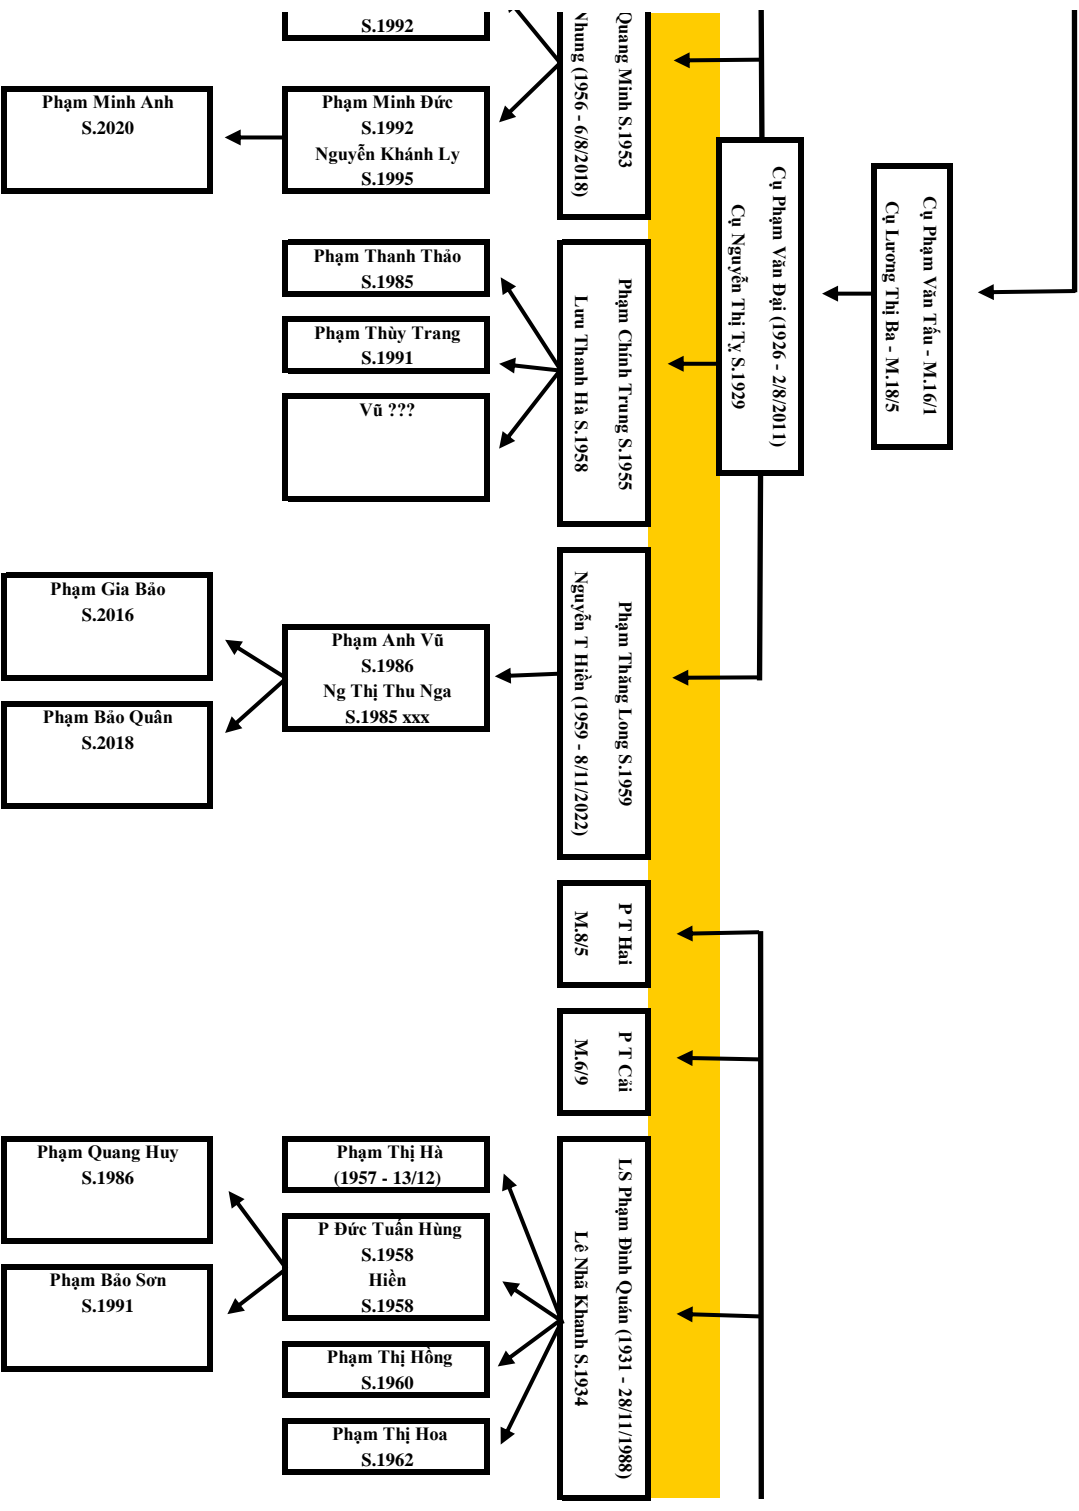 S.1992
Quang Minh S.1953
Nhung (1956 - 6/8/2018)
Phạm Minh Anh
S.2020
Phạm Minh Đức
S.1992
Nguyễn Khánh Ly
S.1995
Cụ Phạm Văn Đại (1926 - 2/8/2011)
Cụ Nguyễn Thị Tỵ S.1929
Cụ Phạm Văn Tấu - M.16/1
Cụ Lương Thị Ba - M.18/5
Phạm Thanh Thảo
S.1985
Phạm Thùy Trang
S.1991
Vũ ???
Phạm Chính Trung S.1955
Lưu Thanh Hà S.1958
Phạm Gia Bảo
S.2016
Phạm Bảo Quân
S.2018
Phạm Anh Vũ
S.1986
Ng Thị Thu Nga
S.1985 xxx
Phạm Thăng Long S.1959
Nguyễn T Hiền (1959 - 8/11/2022)
P T Hai
M.8/5
P T Cải
M.6/9
Phạm Quang Huy
S.1986
Phạm Bảo Sơn
S.1991
Phạm Thị Hà
(1957 - 13/12)
P Đức Tuấn Hùng
S.1958
Hiền
S.1958
Phạm Thị Hồng
S.1960
Phạm Thị Hoa
S.1962
LS Phạm Đình Quán (1931 - 28/11/1988)
Lê Nhã Khanh S.1934